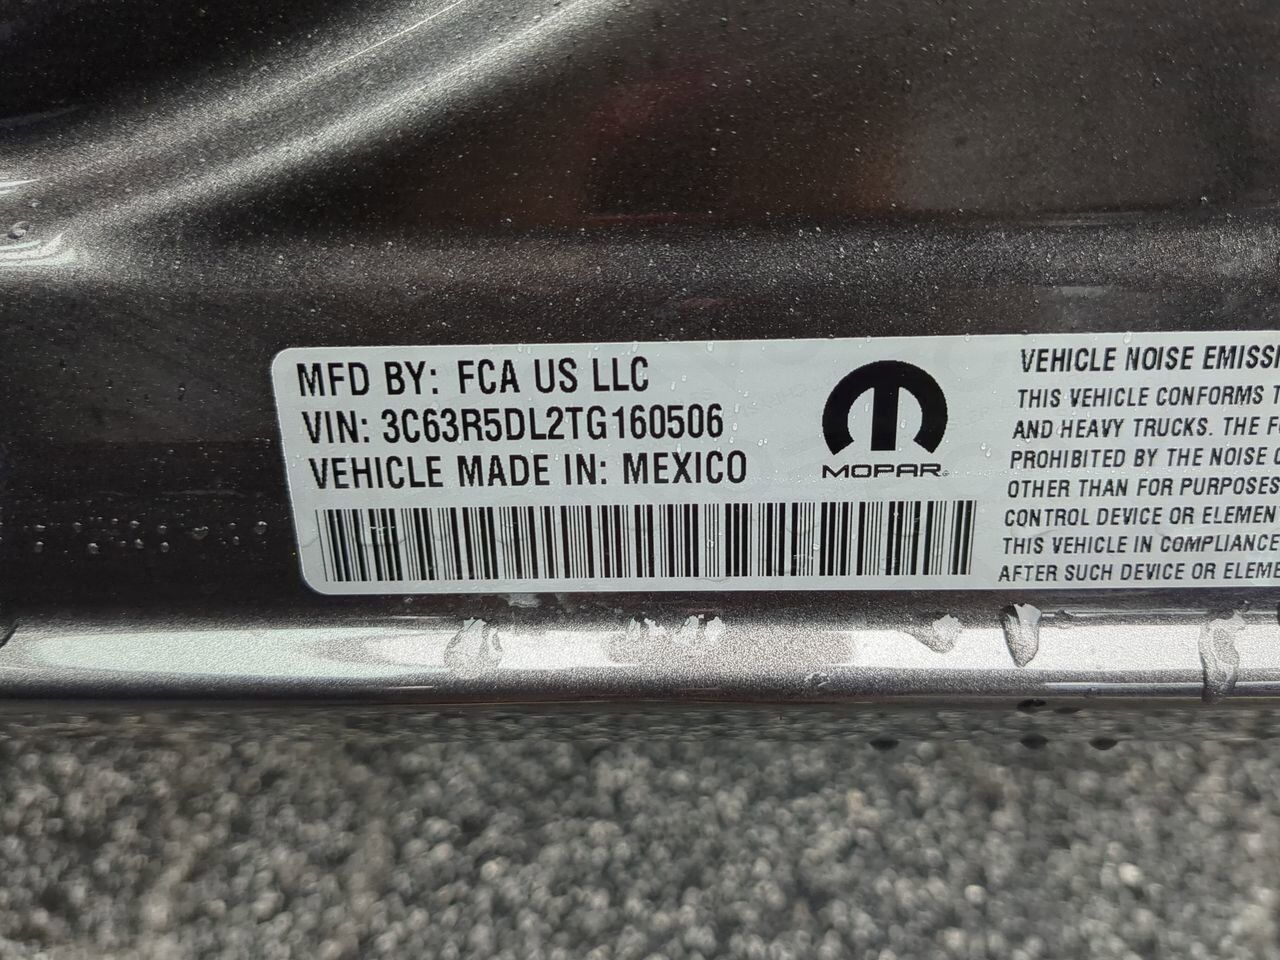 MFD BY: FCA US LLC
VIN: 3C63R5DL2TG160506
VEHICLE MADE IN: MEXICO
MOPAR
VEHICLE NOISE EMISSI
THIS VEHICLE CONFORMS T
AND HEAVY TRUCKS. THE F
PROHIBITED BY THE NOISE C
OTHER THAN FOR PURPOSES
CONTROL DEVICE OR ELEMEN
THIS VEHICLE IN COMPLIANCE
AFTER SUCH DEVICE OR ELEME